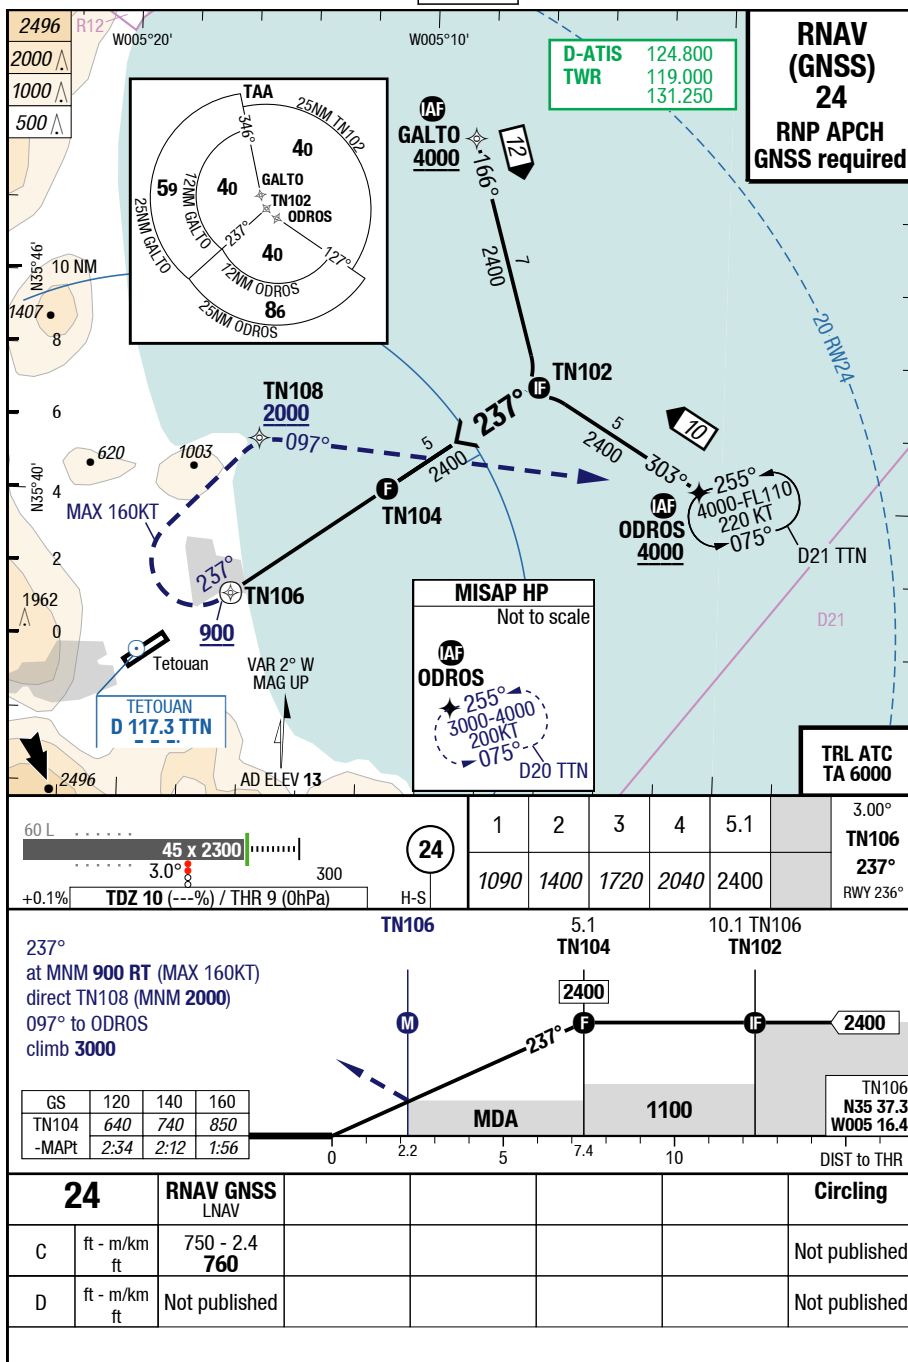 2496
2000
1000
500
R12
W005°20'
W005°10'
D-ATIS 124.800
TWR 119.000
131.250
RNAV
(GNSS)
24
RNP APCH
GNSS required
TAA
25NM TN102
346°
40
GALTO
TN102
ODROS
59
40
12NM GALTO
25NM GALTO
237°
40
127°
12NM ODROS
86
25NM ODROS
IAF
GALTO
4000
12
166°
7
2400
N35°46'
10 NM
1407
8
6
620
1003
N35°40'
4
2
1962
0
20 RW24
TN102
IF
TN108
2000
097°
237°
5
2400
5
2400
10
303°
F
TN104
MAX 160KT
IAF
ODROS
4000
255°
4000-FL110
220 KT
075°
D21 TTN
237°
TN106
900
Tetouan
VAR 2° W
MAG UP
TETOUAN
D 117.3 TTN
2496
AD ELEV 13
MISAP HP
Not to scale
IAF
ODROS
255°
3000-4000
200KT
075°
D20 TTN
D21
TRL ATC
TA 6000
60 L
45 x 2300
3.0°
300
+0.1%
TDZ 10 (---%) / THR 9 (0hPa)
24
H-S
1 2 3 4 5.1
1090 1400 1720 2040 2400
3.00°
TN106
237°
RWY 236°
TN106
5.1
TN104
10.1 TN106
TN102
237°
at MNM 900 RT (MAX 160KT)
direct TN108 (MNM 2000)
097° to ODROS
climb 3000
2400
M
237°
F
IF
2400
MDA
1100
TN106
N35 37.3
W005 16.4
GS 120 140 160
TN104 640 740 850
-MAPt 2:34 2:12 1:56
0 2.2 5 7.4 10 DIST to THR
24
RNAV GNSS
LNAV
Circling
C
ft - m/km
ft
750 - 2.4
760
Not published
D
ft - m/km
ft
Not published
Not published